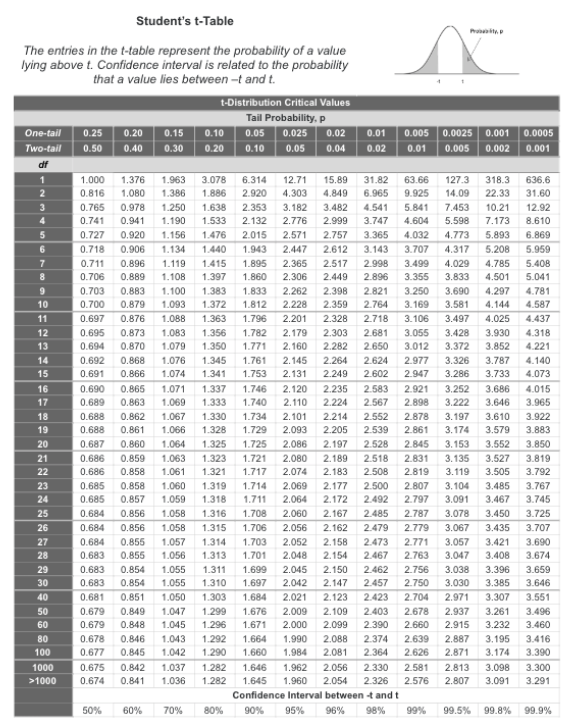 Student's t-Table
The entries in the t-table represent the probability of a value
lying above t. Confidence interval is related to the probability
that a value lies between –t and t.
Probability, p
-1 1
t-Distribution Critical Values
Tail Probability, p
One-tail 0.25 0.20 0.15 0.10 0.05 0.025 0.02 0.01 0.005 0.0025 0.001 0.0005
Two-tail 0.50 0.40 0.30 0.20 0.10 0.05 0.04 0.02 0.01 0.005 0.002 0.001
df
1 1.000 1.376 1.963 3.078 6.314 12.71 15.89 31.82 63.66 127.3 318.3 636.6
2 0.816 1.080 1.386 1.886 2.920 4.303 4.849 6.965 9.925 14.09 22.33 31.60
3 0.765 0.978 1.250 1.638 2.353 3.182 3.482 4.541 5.841 7.453 10.21 12.92
4 0.741 0.941 1.190 1.533 2.132 2.776 2.999 3.747 4.604 5.598 7.173 8.610
5 0.727 0.920 1.156 1.476 2.015 2.571 2.757 3.365 4.032 4.773 5.893 6.869
6 0.718 0.906 1.134 1.440 1.943 2.447 2.612 3.143 3.707 4.317 5.208 5.959
7 0.711 0.896 1.119 1.415 1.895 2.365 2.517 2.998 3.499 4.029 4.785 5.408
8 0.706 0.889 1.108 1.397 1.860 2.306 2.449 2.896 3.355 3.833 4.501 5.041
9 0.703 0.883 1.100 1.383 1.833 2.262 2.398 2.821 3.250 3.690 4.297 4.781
10 0.700 0.879 1.093 1.372 1.812 2.228 2.359 2.764 3.169 3.581 4.144 4.587
11 0.697 0.876 1.088 1.363 1.796 2.201 2.328 2.718 3.106 3.497 4.025 4.437
12 0.695 0.873 1.083 1.356 1.782 2.179 2.303 2.681 3.055 3.428 3.930 4.318
13 0.694 0.870 1.079 1.350 1.771 2.160 2.282 2.650 3.012 3.372 3.852 4.221
14 0.692 0.868 1.076 1.345 1.761 2.145 2.264 2.624 2.977 3.326 3.787 4.140
15 0.691 0.866 1.074 1.341 1.753 2.131 2.249 2.602 2.947 3.286 3.733 4.073
16 0.690 0.865 1.071 1.337 1.746 2.120 2.235 2.583 2.921 3.252 3.686 4.015
17 0.689 0.863 1.069 1.333 1.740 2.110 2.224 2.567 2.898 3.222 3.646 3.965
18 0.688 0.862 1.067 1.330 1.734 2.101 2.214 2.552 2.878 3.197 3.610 3.922
19 0.688 0.861 1.066 1.328 1.729 2.093 2.205 2.539 2.861 3.174 3.579 3.883
20 0.687 0.860 1.064 1.325 1.725 2.086 2.197 2.528 2.845 3.153 3.552 3.850
21 0.686 0.859 1.063 1.323 1.721 2.080 2.189 2.518 2.831 3.135 3.527 3.819
22 0.686 0.858 1.061 1.321 1.717 2.074 2.183 2.508 2.819 3.119 3.505 3.792
23 0.685 0.858 1.060 1.319 1.714 2.069 2.177 2.500 2.807 3.104 3.485 3.767
24 0.685 0.857 1.059 1.318 1.711 2.064 2.172 2.492 2.797 3.091 3.467 3.745
25 0.684 0.856 1.058 1.316 1.708 2.060 2.167 2.485 2.787 3.078 3.450 3.725
26 0.684 0.856 1.058 1.315 1.706 2.056 2.162 2.479 2.779 3.067 3.435 3.707
27 0.684 0.855 1.057 1.314 1.703 2.052 2.158 2.473 2.771 3.057 3.421 3.690
28 0.683 0.855 1.056 1.313 1.701 2.048 2.154 2.467 2.763 3.047 3.408 3.674
29 0.683 0.854 1.055 1.311 1.699 2.045 2.150 2.462 2.756 3.038 3.396 3.659
30 0.683 0.854 1.055 1.310 1.697 2.042 2.147 2.457 2.750 3.030 3.385 3.646
40 0.681 0.851 1.050 1.303 1.684 2.021 2.123 2.423 2.704 2.971 3.307 3.551
50 0.679 0.849 1.047 1.299 1.676 2.009 2.109 2.403 2.678 2.937 3.261 3.496
60 0.679 0.848 1.045 1.296 1.671 2.000 2.099 2.390 2.660 2.915 3.232 3.460
80 0.678 0.846 1.043 1.292 1.664 1.990 2.088 2.374 2.639 2.887 3.195 3.416
100 0.677 0.845 1.042 1.290 1.660 1.984 2.081 2.364 2.626 2.871 3.174 3.390
1000 0.675 0.842 1.037 1.282 1.646 1.962 2.056 2.330 2.581 2.813 3.098 3.300
>1000 0.674 0.841 1.036 1.282 1.645 1.960 2.054 2.326 2.576 2.807 3.091 3.291
Confidence Interval between -t and t
50% 60% 70% 80% 90% 95% 96% 98% 99% 99.5% 99.8% 99.9%